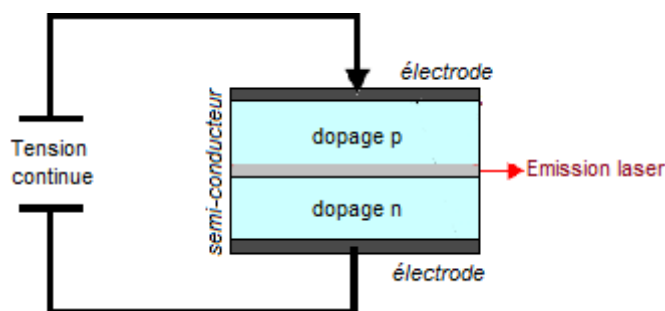 électrode
semi-conducteur
dopage p
Tension
continue
Emission laser
dopage n
électrode